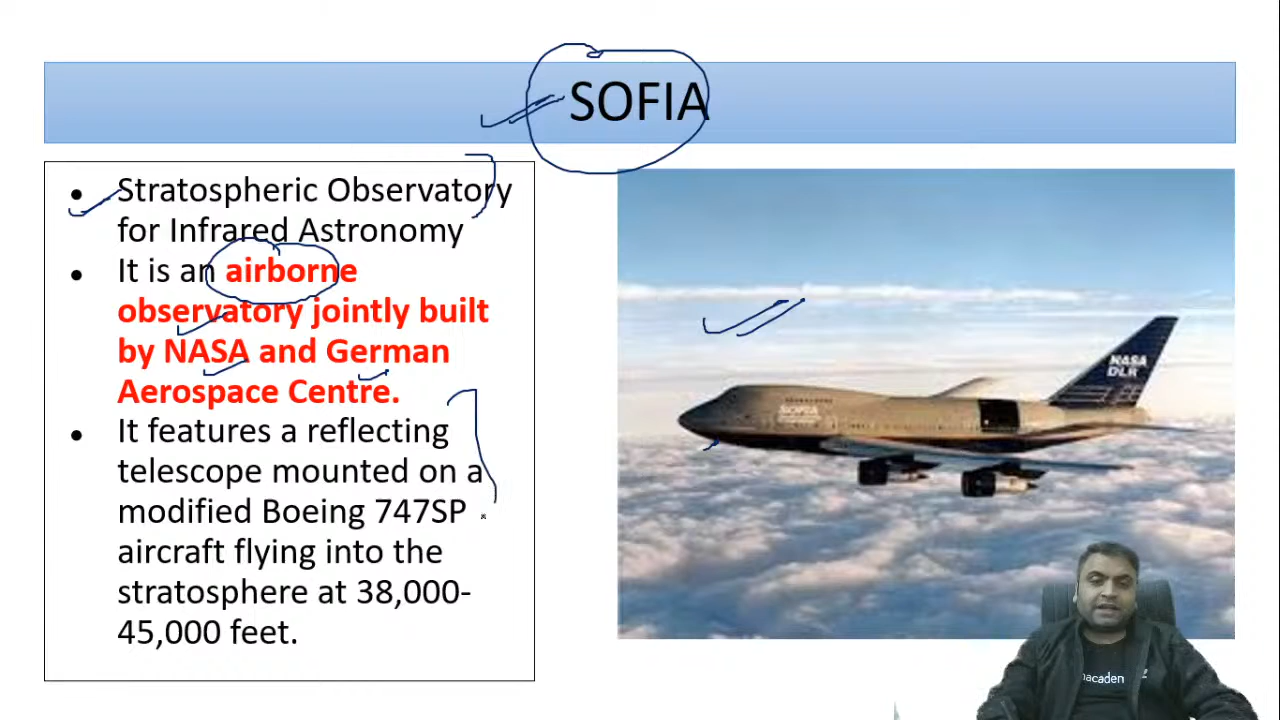 SOFIA
• Stratospheric Observatory
for Infrared Astronomy
• It is an airborne
observatory jointly built
by NASA and German
Aerospace Centre.
• It features a reflecting
telescope mounted on a
modified Boeing 747SP
aircraft flying into the
stratosphere at 38,000-
45,000 feet.
NASA
DLR
SOFIA
nacaden